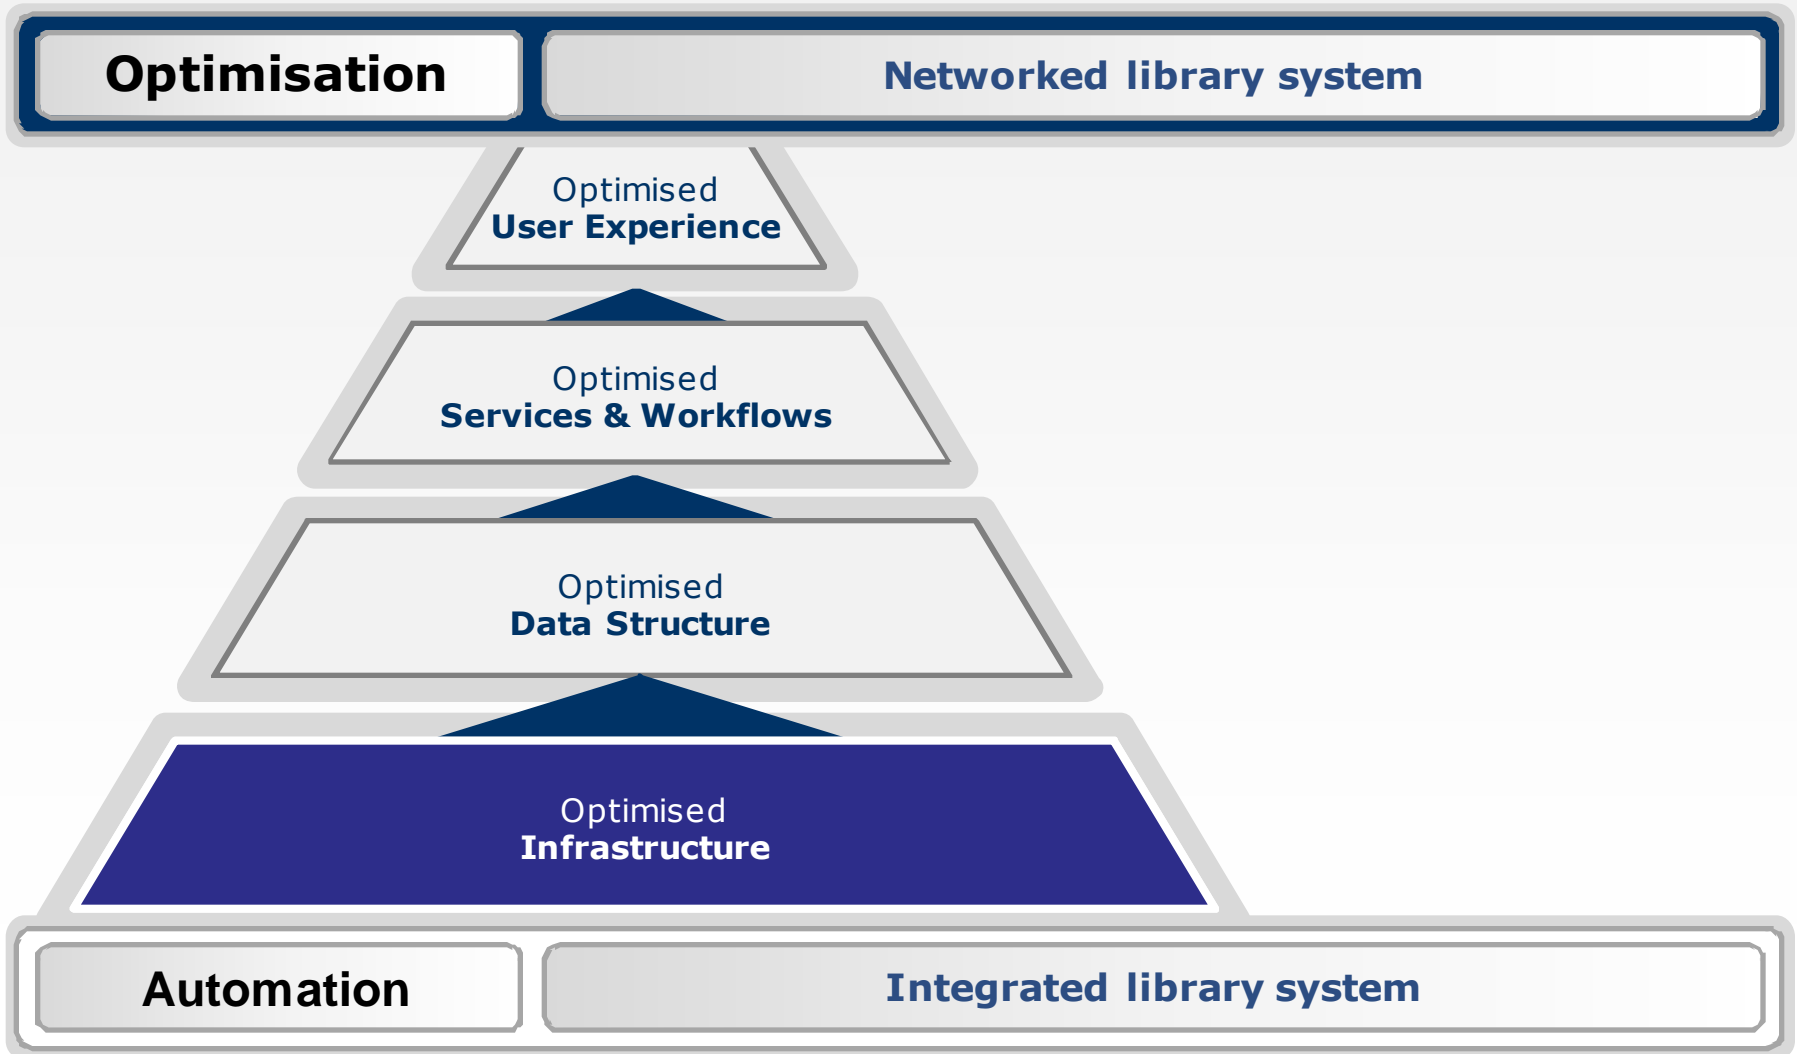 Optimisation
Networked library system
Optimised
User Experience
Optimised
Services & Workflows
Optimised
Data Structure
Optimised
Infrastructure
Automation
Integrated library system